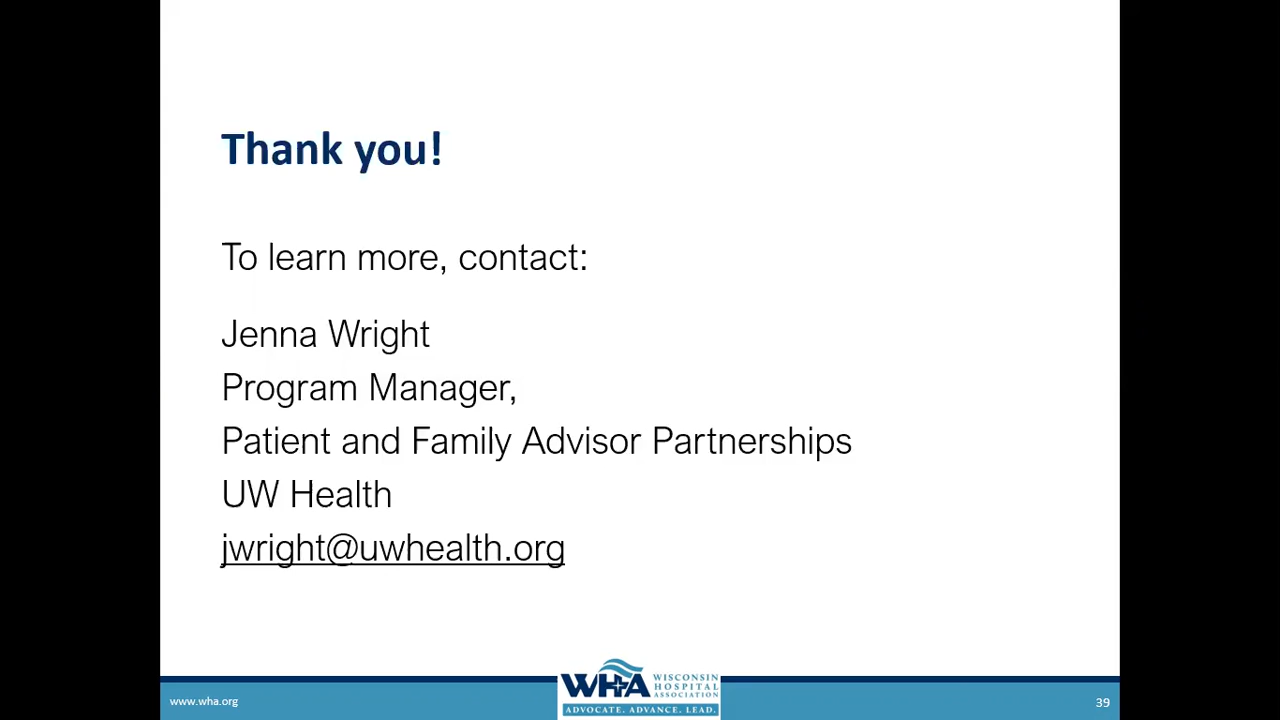 Thank you!
To learn more, contact:
Jenna Wright
Program Manager,
Patient and Family Advisor Partnerships
UW Health
jwright@uwhealth.org
www.wha.org
WHA
WISCONSIN
HOSPITAL
ASSOCIATION
ADVOCATE. ADVANCE. LEAD.
39